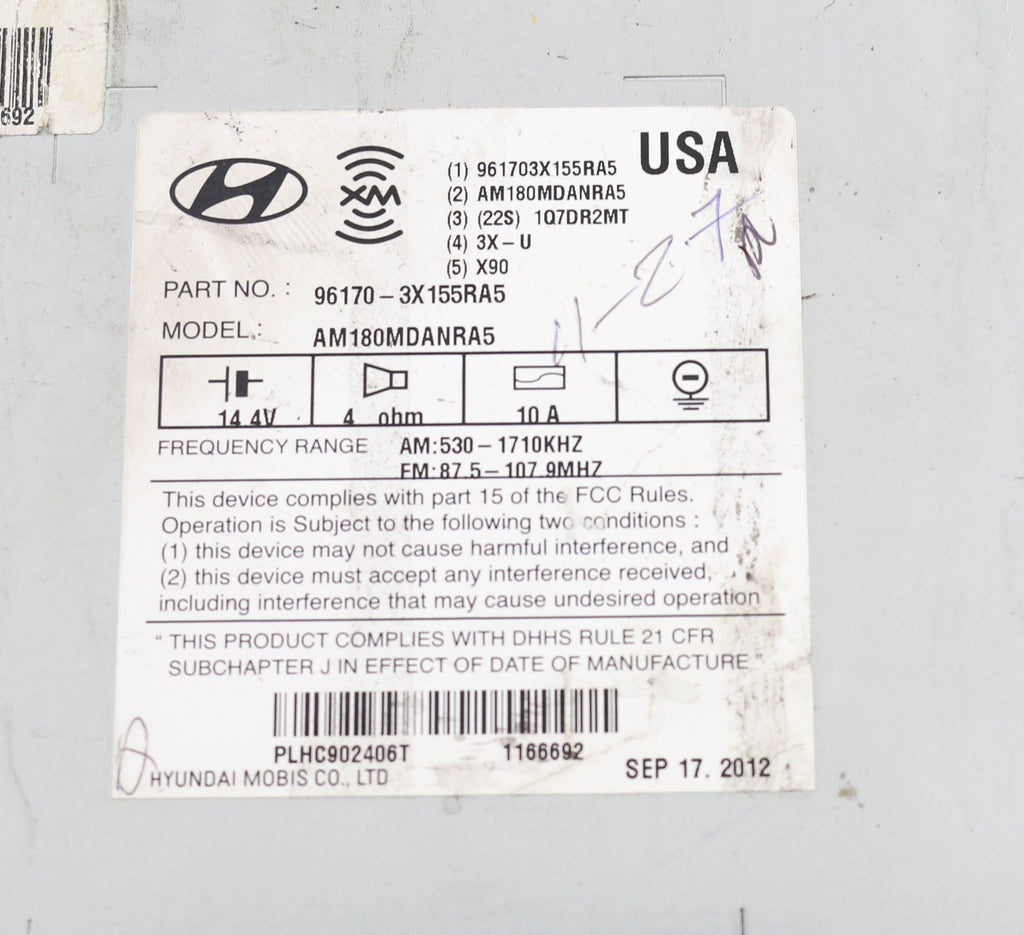 692
USA
XM
(1) 961703X155RA5
(2) AM180MDANRA5
(3) (22S) 1Q7DR2MT
(4) 3X-U
(5) X90
11-27
PART NO. : 96170-3X155RA5
MODEL : AM180MDANRA5
14.4V 4 ohm 10 A
FREQUENCY RANGE AM:530-1710KHZ
FM:87.5-107.9MHZ
This device complies with part 15 of the FCC Rules.
Operation is Subject to the following two conditions :
(1) this device may not cause harmful interference, and
(2) this device must accept any interference received,
including interference that may cause undesired operation
" THIS PRODUCT COMPLIES WITH DHHS RULE 21 CFR
SUBCHAPTER J IN EFFECT OF DATE OF MANUFACTURE "
PLHC902406T 1166692
HYUNDAI MOBIS CO., LTD SEP 17. 2012